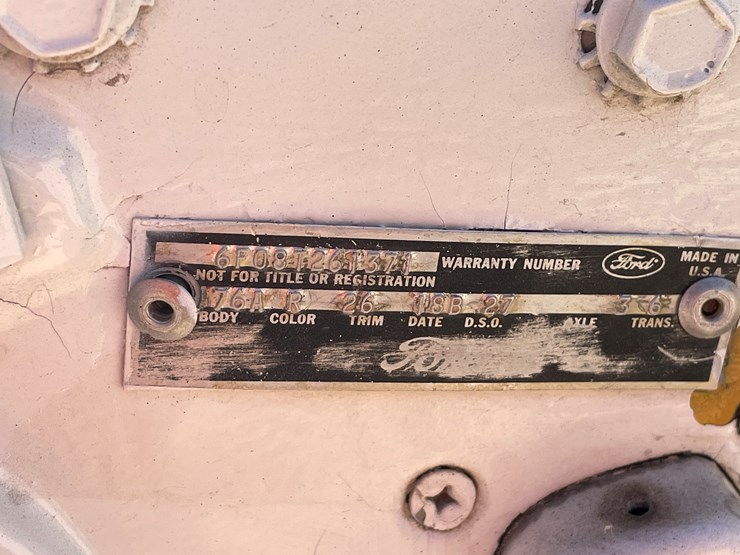 6F08T261371 WARRANTY NUMBER Ford MADE IN
NOT FOR TITLE OR REGISTRATION U.S.A.
76A R 26 18B 27 3 6
BODY COLOR TRIM DATE D.S.O. AXLE TRANS.
Ford